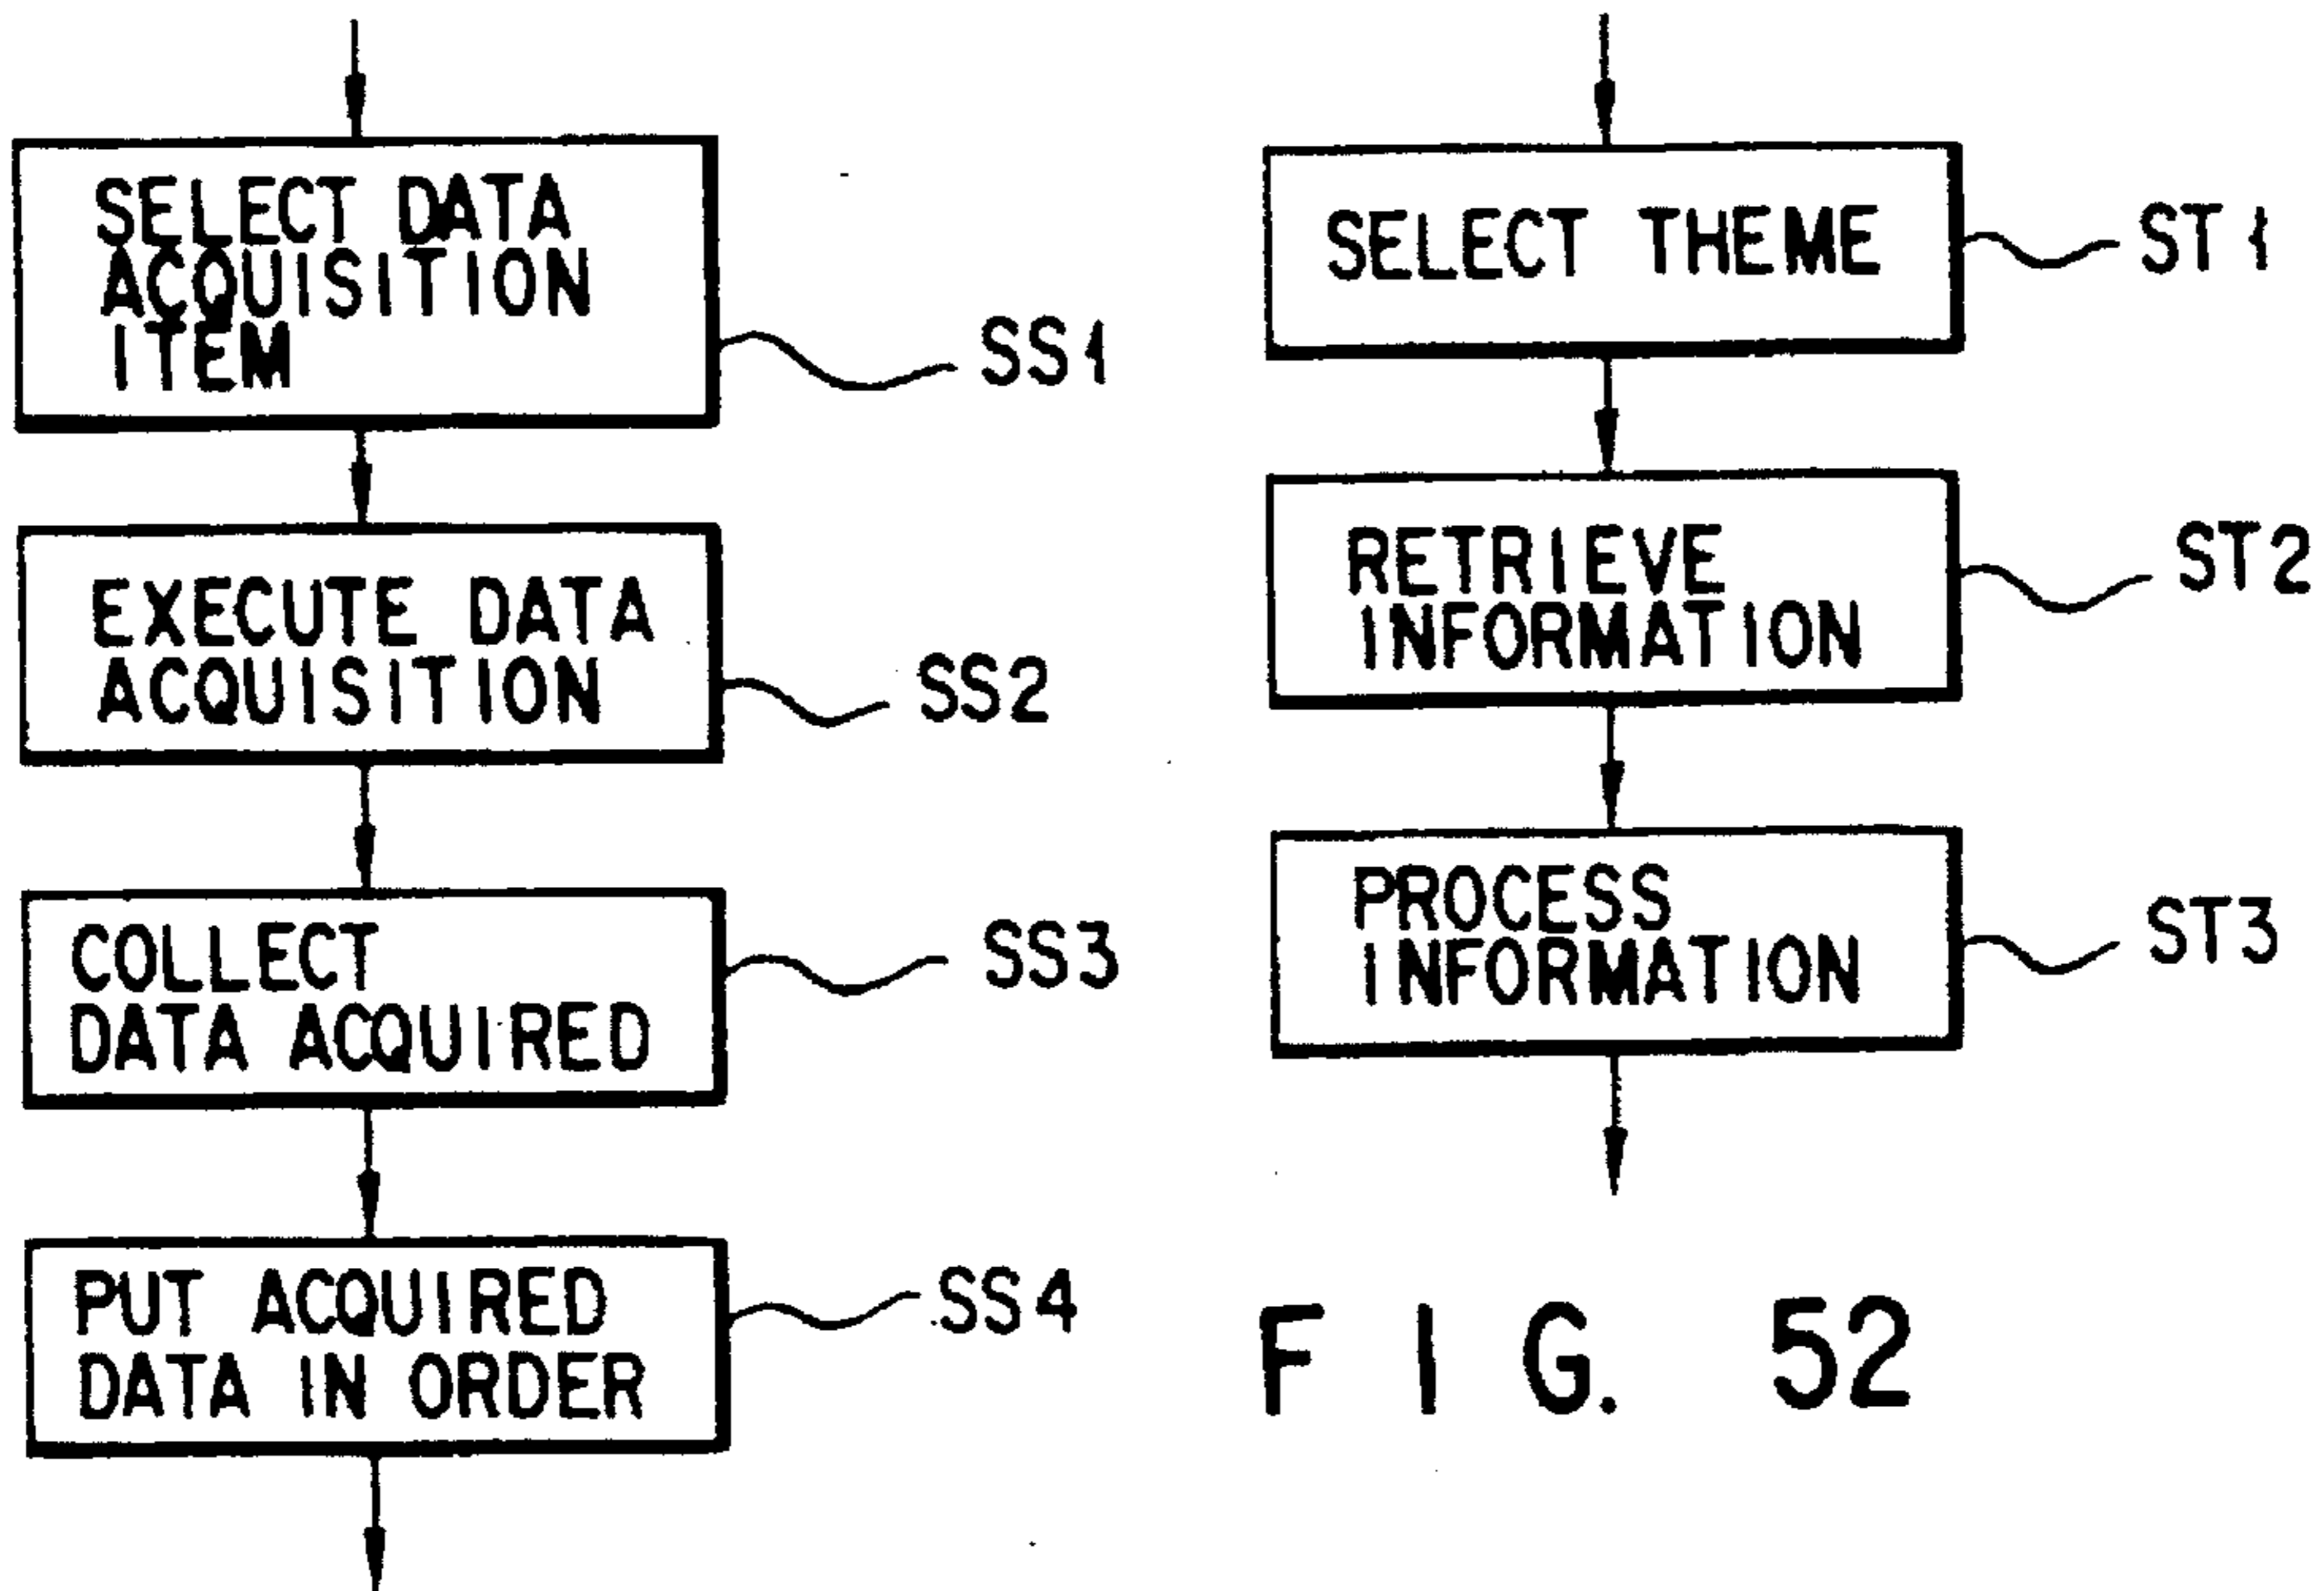 SELECT DATA
ACQUISITION
ITEM
SS1
EXECUTE DATA
ACQUISITION
SS2
COLLECT
DATA ACQUIRED
SS3
PUT ACQUIRED
DATA IN ORDER
SS4
SELECT THEME
ST1
RETRIEVE
INFORMATION
ST2
PROCESS
INFORMATION
ST3
FIG. 52